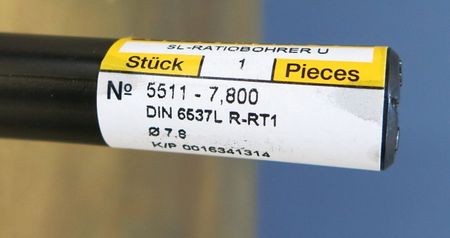 SL-RATIOBOHRER U
Stück 1 Pieces
№ 5511 - 7,800
DIN 6537L R-RT1
Ø 7.8
K/P 0016341314